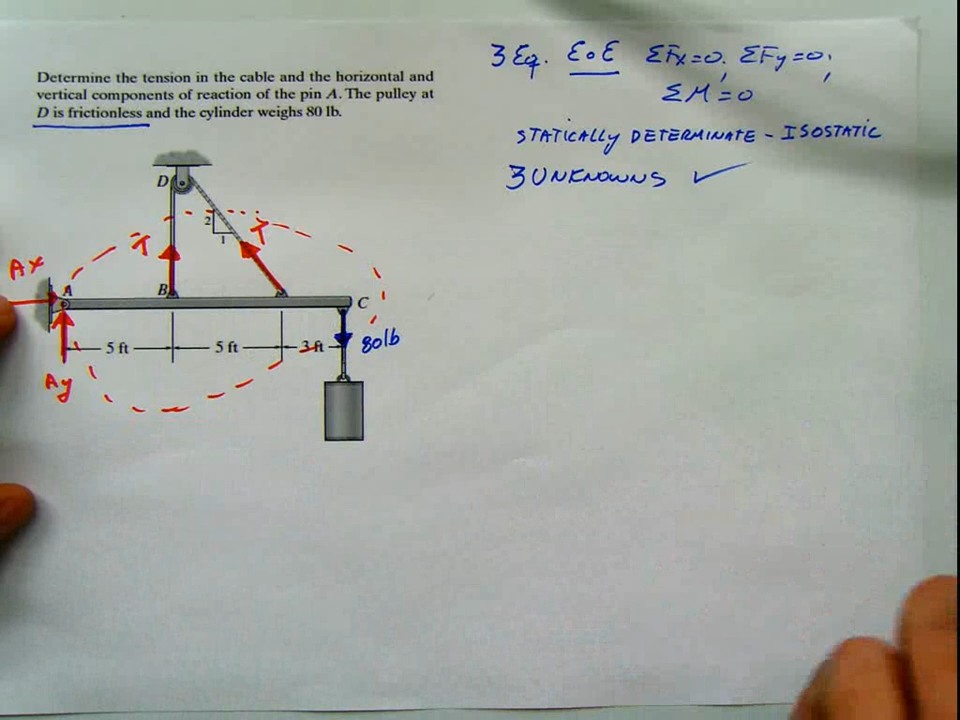 Determine the tension in the cable and the horizontal and
vertical components of reaction of the pin A. The pulley at
D is frictionless and the cylinder weighs 80 lb.
3 Eq. EoE ΣFx=0, ΣFy=0,
ΣM=0
STATICALLY DETERMINATE - ISOSTATIC
3 UNKNOWNS ✓
D
2
1
T
T
Ax
A
B
C
5 ft
5 ft
3 ft
80lb
Ay